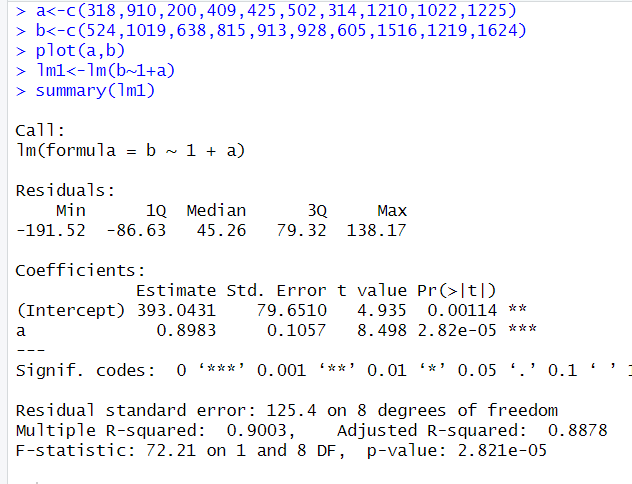 > a<-c(318,910,200,409,425,502,314,1210,1022,1225)
> b<-c(524,1019,638,815,913,928,605,1516,1219,1624)
> plot(a,b)
> lm1<-lm(b~1+a)
> summary(lm1)
Call:
lm(formula = b ~ 1 + a)
Residuals:
Min 1Q Median 3Q Max
-191.52 -86.63 45.26 79.32 138.17
Coefficients:
Estimate Std. Error t value Pr(>|t|)
(Intercept) 393.0431 79.6510 4.935 0.00114 **
a 0.8983 0.1057 8.498 2.82e-05 ***
---
Signif. codes: 0 ‘***’ 0.001 ‘**’ 0.01 ‘*’ 0.05 ‘.’ 0.1 ‘ ’
Residual standard error: 125.4 on 8 degrees of freedom
Multiple R-squared: 0.9003, Adjusted R-squared: 0.8878
F-statistic: 72.21 on 1 and 8 DF, p-value: 2.821e-05